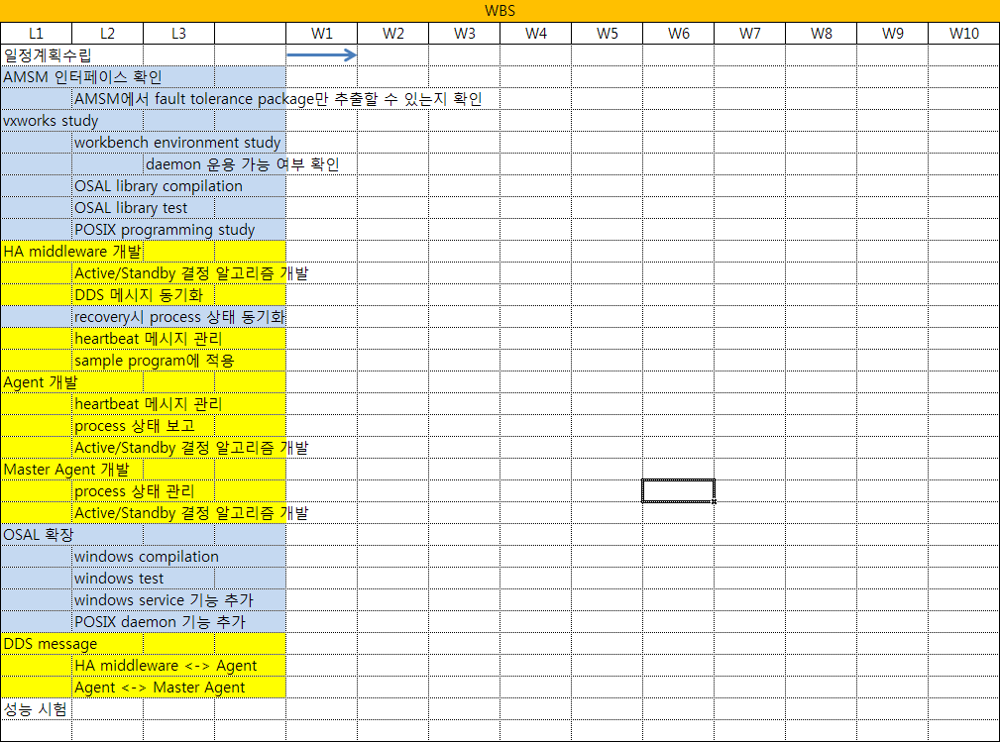 WBS
L1 L2 L3 W1 W2 W3 W4 W5 W6 W7 W8 W9 W10
일정계획수립
AMSM 인터페이스 확인
AMSM에서 fault tolerance package만 추출할 수 있는지 확인
vxworks study
workbench environment study
daemon 운용 가능 여부 확인
OSAL library compilation
OSAL library test
POSIX programming study
HA middleware 개발
Active/Standby 결정 알고리즘 개발
DDS 메시지 동기화
recovery시 process 상태 동기화
heartbeat 메시지 관리
sample program에 적용
Agent 개발
heartbeat 메시지 관리
process 상태 보고
Active/Standby 결정 알고리즘 개발
Master Agent 개발
process 상태 관리
Active/Standby 결정 알고리즘 개발
OSAL 확장
windows compilation
windows test
windows service 기능 추가
POSIX daemon 기능 추가
DDS message
HA middleware <-> Agent
Agent <-> Master Agent
성능 시험